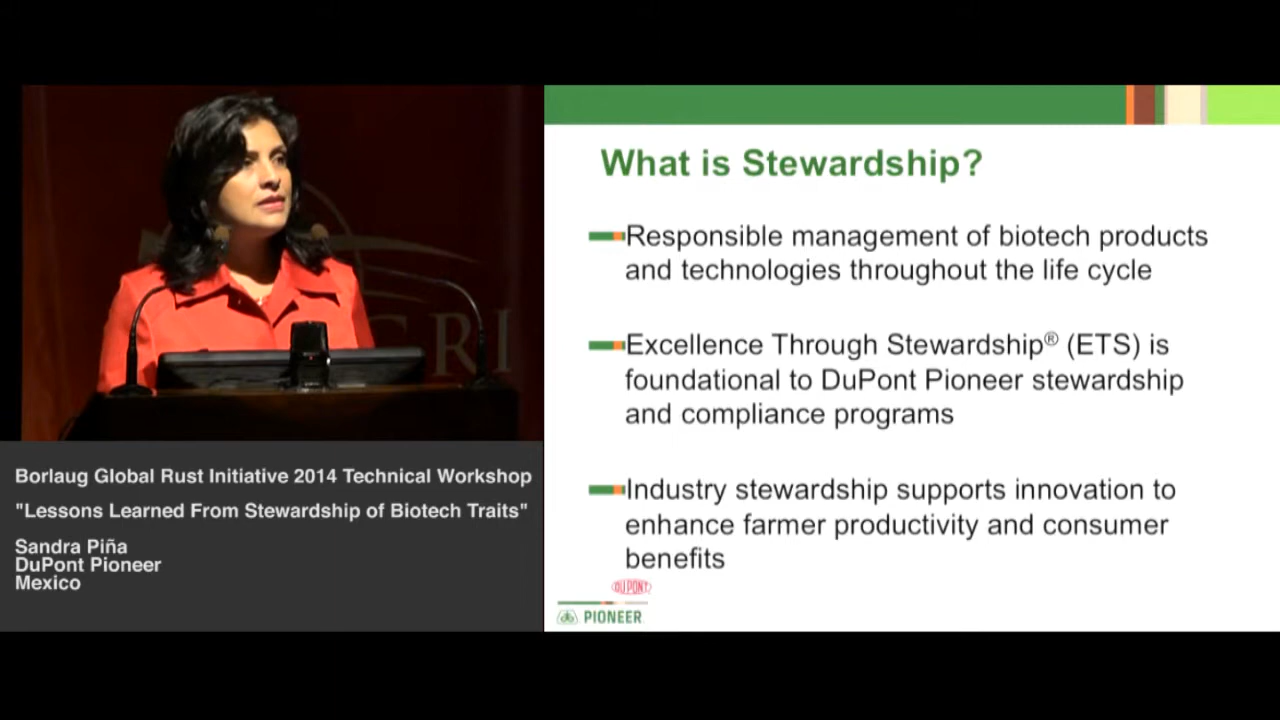 GRI
Borlaug Global Rust Initiative 2014 Technical Workshop
"Lessons Learned From Stewardship of Biotech Traits"
Sandra Piña
DuPont Pioneer
Mexico
What is Stewardship?
Responsible management of biotech products
and technologies throughout the life cycle
Excellence Through Stewardship® (ETS) is
foundational to DuPont Pioneer stewardship
and compliance programs
Industry stewardship supports innovation to
enhance farmer productivity and consumer
benefits
DUPONT
PIONEER